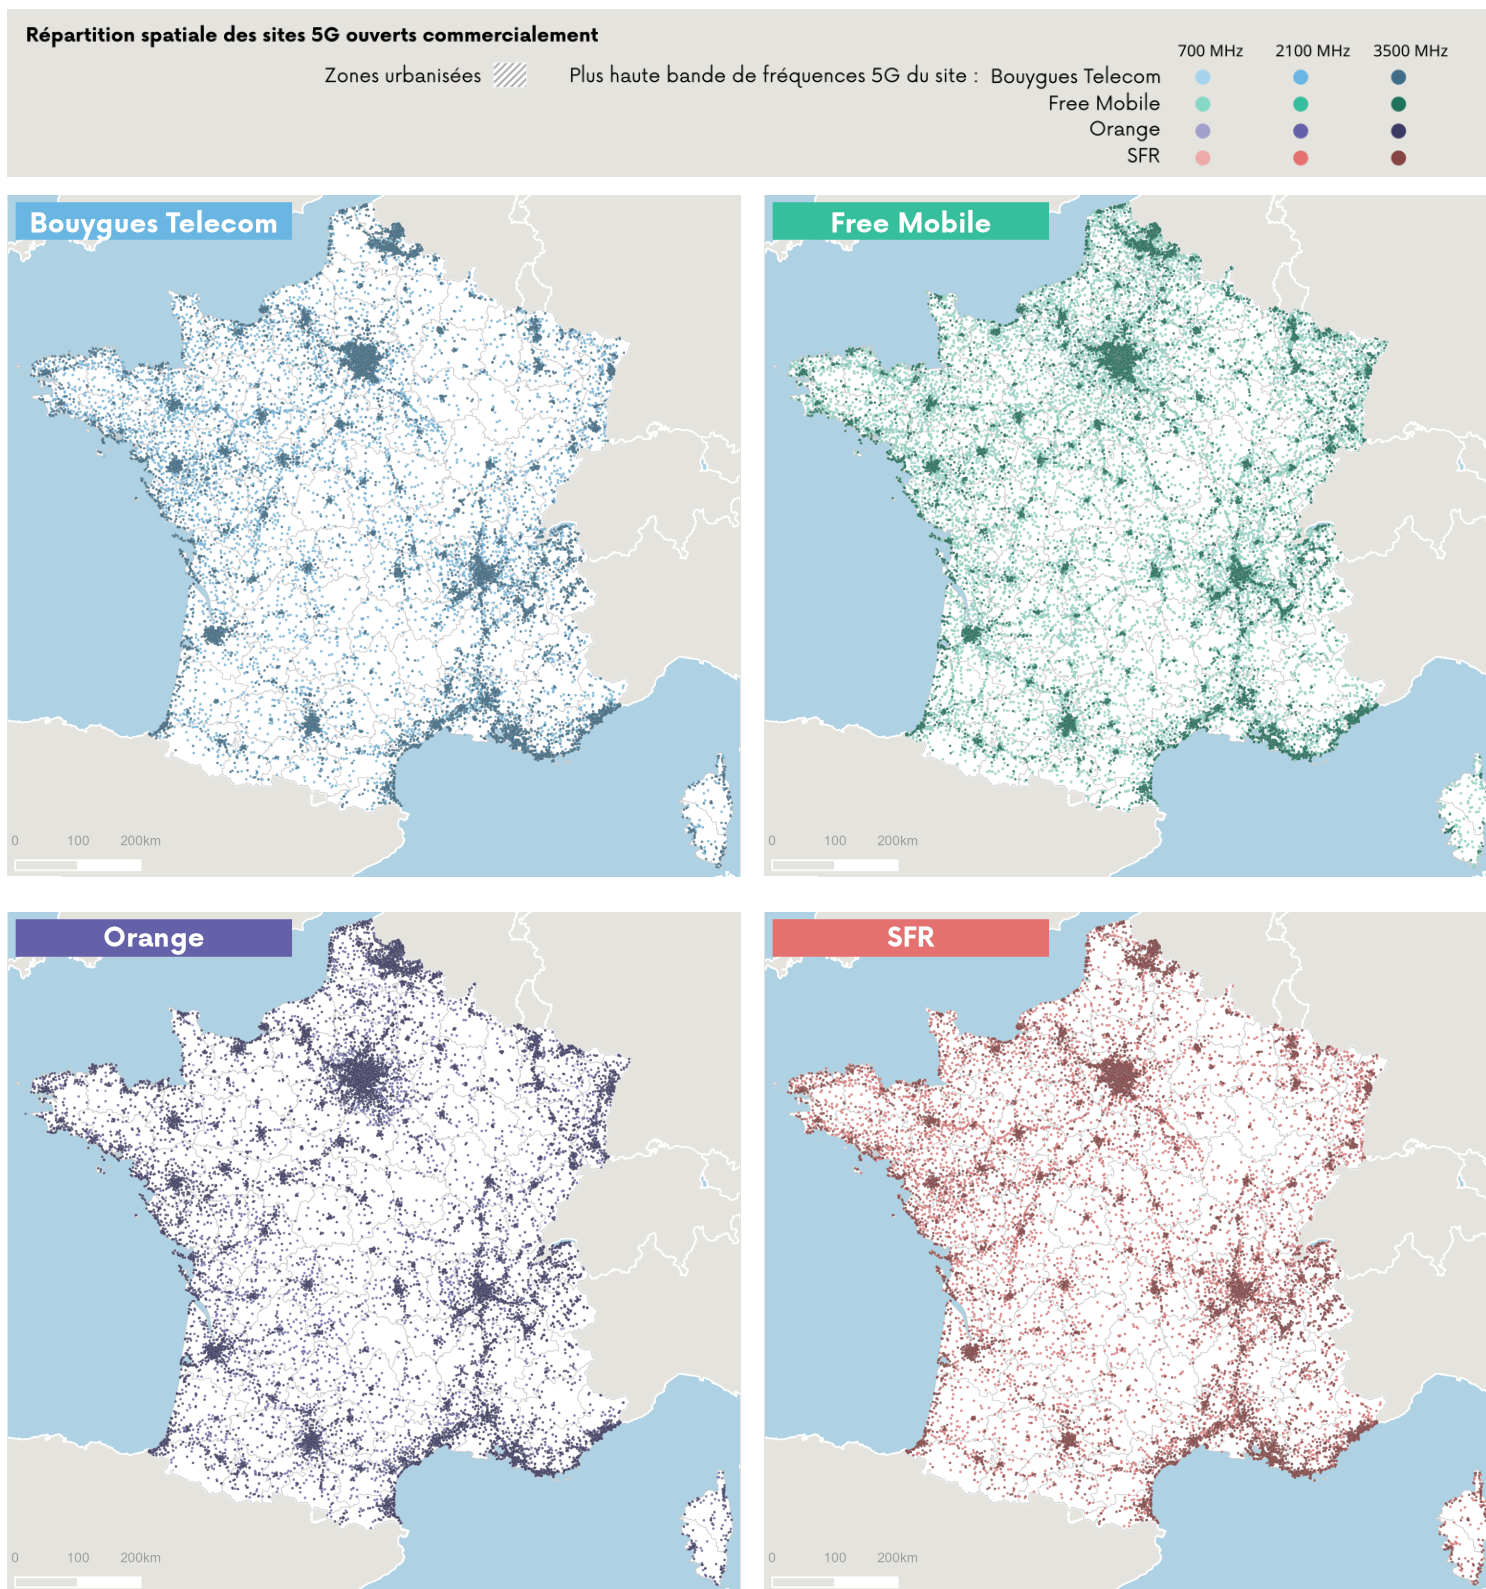 Répartition spatiale des sites 5G ouverts commercialement
700 MHz 2100 MHz 3500 MHz
Zones urbanisées Plus haute bande de fréquences 5G du site : Bouygues Telecom
Free Mobile
Orange
SFR
Bouygues Telecom
0 100 200km
Free Mobile
0 100 200km
Orange
0 100 200km
SFR
0 100 200km